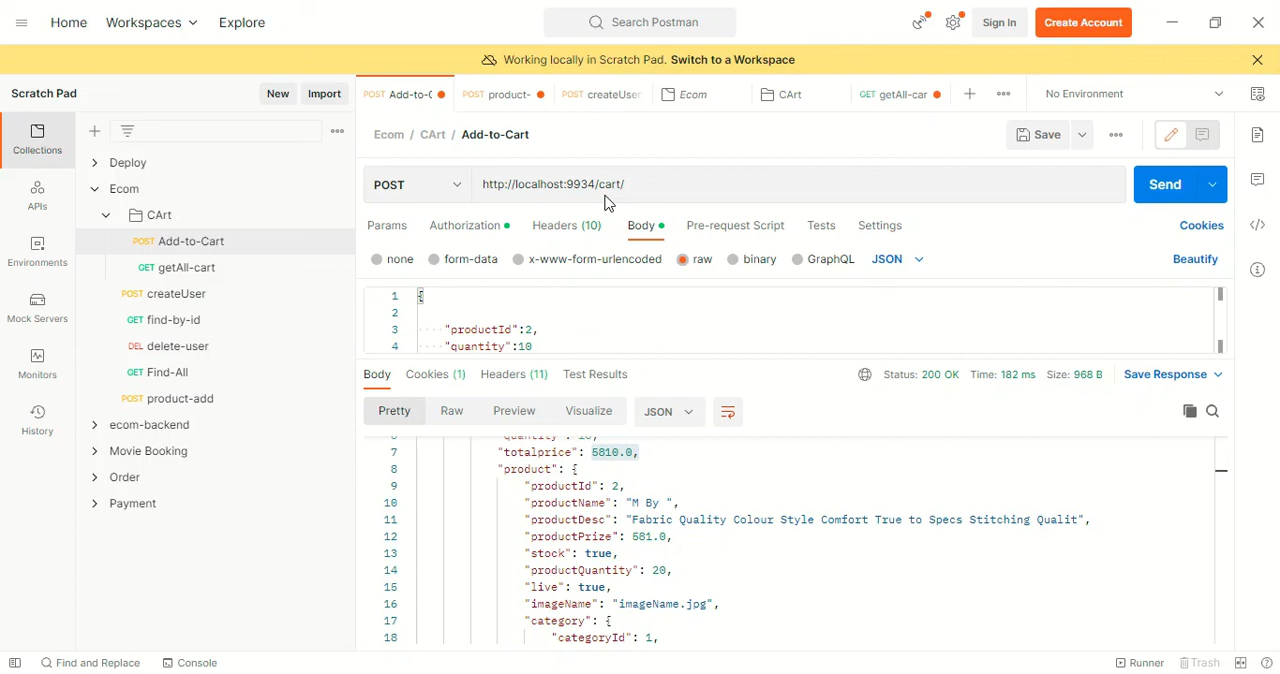 Home Workspaces Explore Search Postman Sign In Create Account
Working locally in Scratch Pad. Switch to a Workspace
Scratch Pad New Import
POST Add-to-C POST product- POST createUser Ecom CArt GET getAll-car No Environment
Collections
APIs
Environments
Mock Servers
Monitors
History
Deploy
Ecom
CArt
POST Add-to-Cart
GET getAll-cart
POST createUser
GET find-by-id
DEL delete-user
GET Find-All
POST product-add
ecom-backend
Movie Booking
Order
Payment
Ecom / CArt / Add-to-Cart Save
POST http://localhost:9934/cart/ Send
Params Authorization Headers (10) Body Pre-request Script Tests Settings Cookies
none form-data x-www-form-urlencoded raw binary GraphQL JSON Beautify
1 {
2
3 "productId":2,
4 "quantity":10
Body Cookies (1) Headers (11) Test Results Status: 200 OK Time: 182 ms Size: 968 B Save Response
Pretty Raw Preview Visualize JSON
7 "totalprice": 5810.0,
8 "product": {
9 "productId": 2,
10 "productName": "M By ",
11 "productDesc": "Fabric Quality Colour Style Comfort True to Specs Stitching Qualit",
12 "productPrize": 581.0,
13 "stock": true,
14 "productQuantity": 20,
15 "live": true,
16 "imageName": "imageName.jpg",
17 "category": {
18 "categoryId": 1,
Find and Replace Console Runner Trash